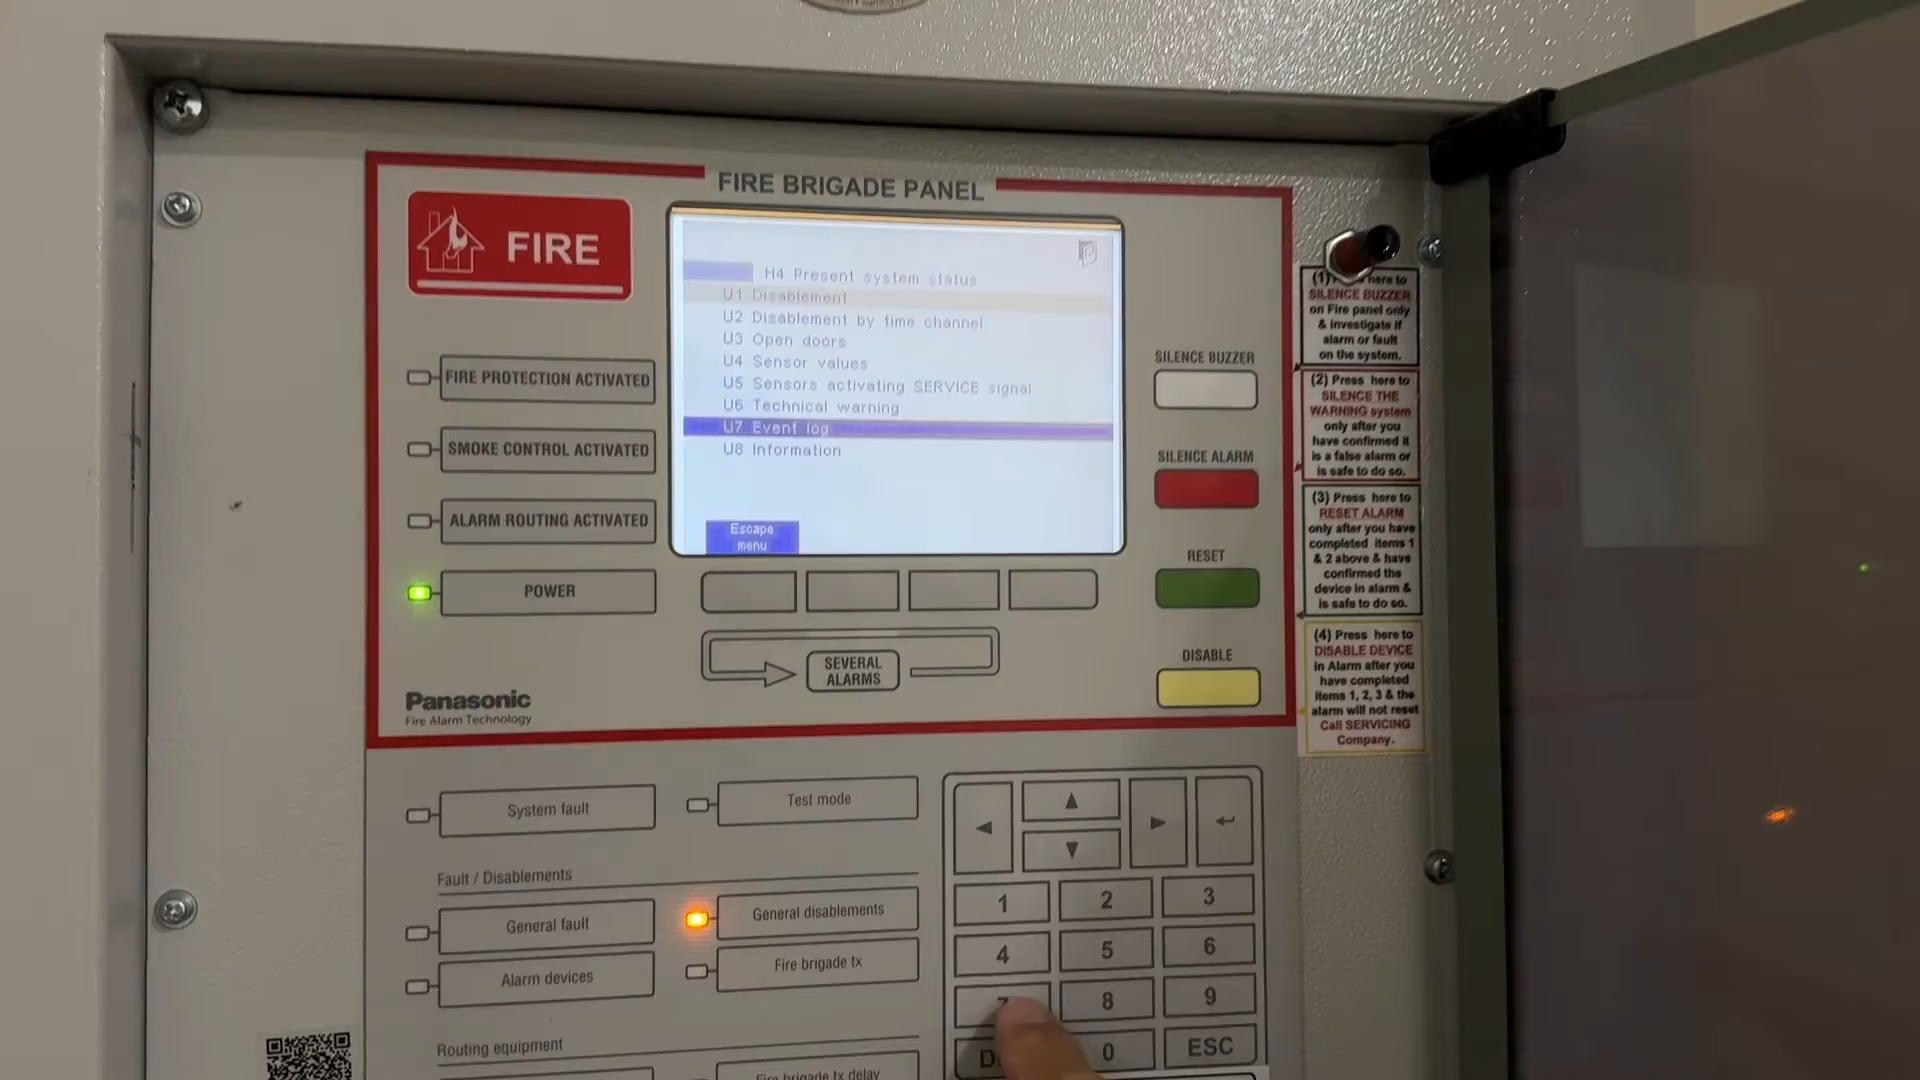 FIRE BRIGADE PANEL
FIRE
H4 Present system status
U1 Disablement
U2 Disablement by time channel
U3 Open doors
U4 Sensor values
U5 Sensors activating SERVICE signal
U6 Technical warning
U7 Event log
U8 Information
Escape
menu
FIRE PROTECTION ACTIVATED
SMOKE CONTROL ACTIVATED
ALARM ROUTING ACTIVATED
POWER
SEVERAL
ALARMS
Panasonic
Fire Alarm Technology
SILENCE BUZZER
SILENCE ALARM
RESET
DISABLE
(1) here to
SILENCE BUZZER
on Fire panel only
& investigate if
alarm or fault
on the system.
(2) Press here to
SILENCE THE
WARNING system
only after you
have confirmed it
is a false alarm or
is safe to do so.
(3) Press here to
RESET ALARM
only after you have
completed items 1
& 2 above & have
confirmed the
device in alarm &
is safe to do so.
(4) Press here to
DISABLE DEVICE
in Alarm after you
have completed
items 1, 2, 3 & the
alarm will not reset
Call SERVICING
Company.
System fault
Test mode
Fault / Disablements
General fault
General disablements
Alarm devices
Fire brigade tx
Routing equipment
Fire brigade tx delay
1 2 3
4 5 6
7 8 9
0 ESC